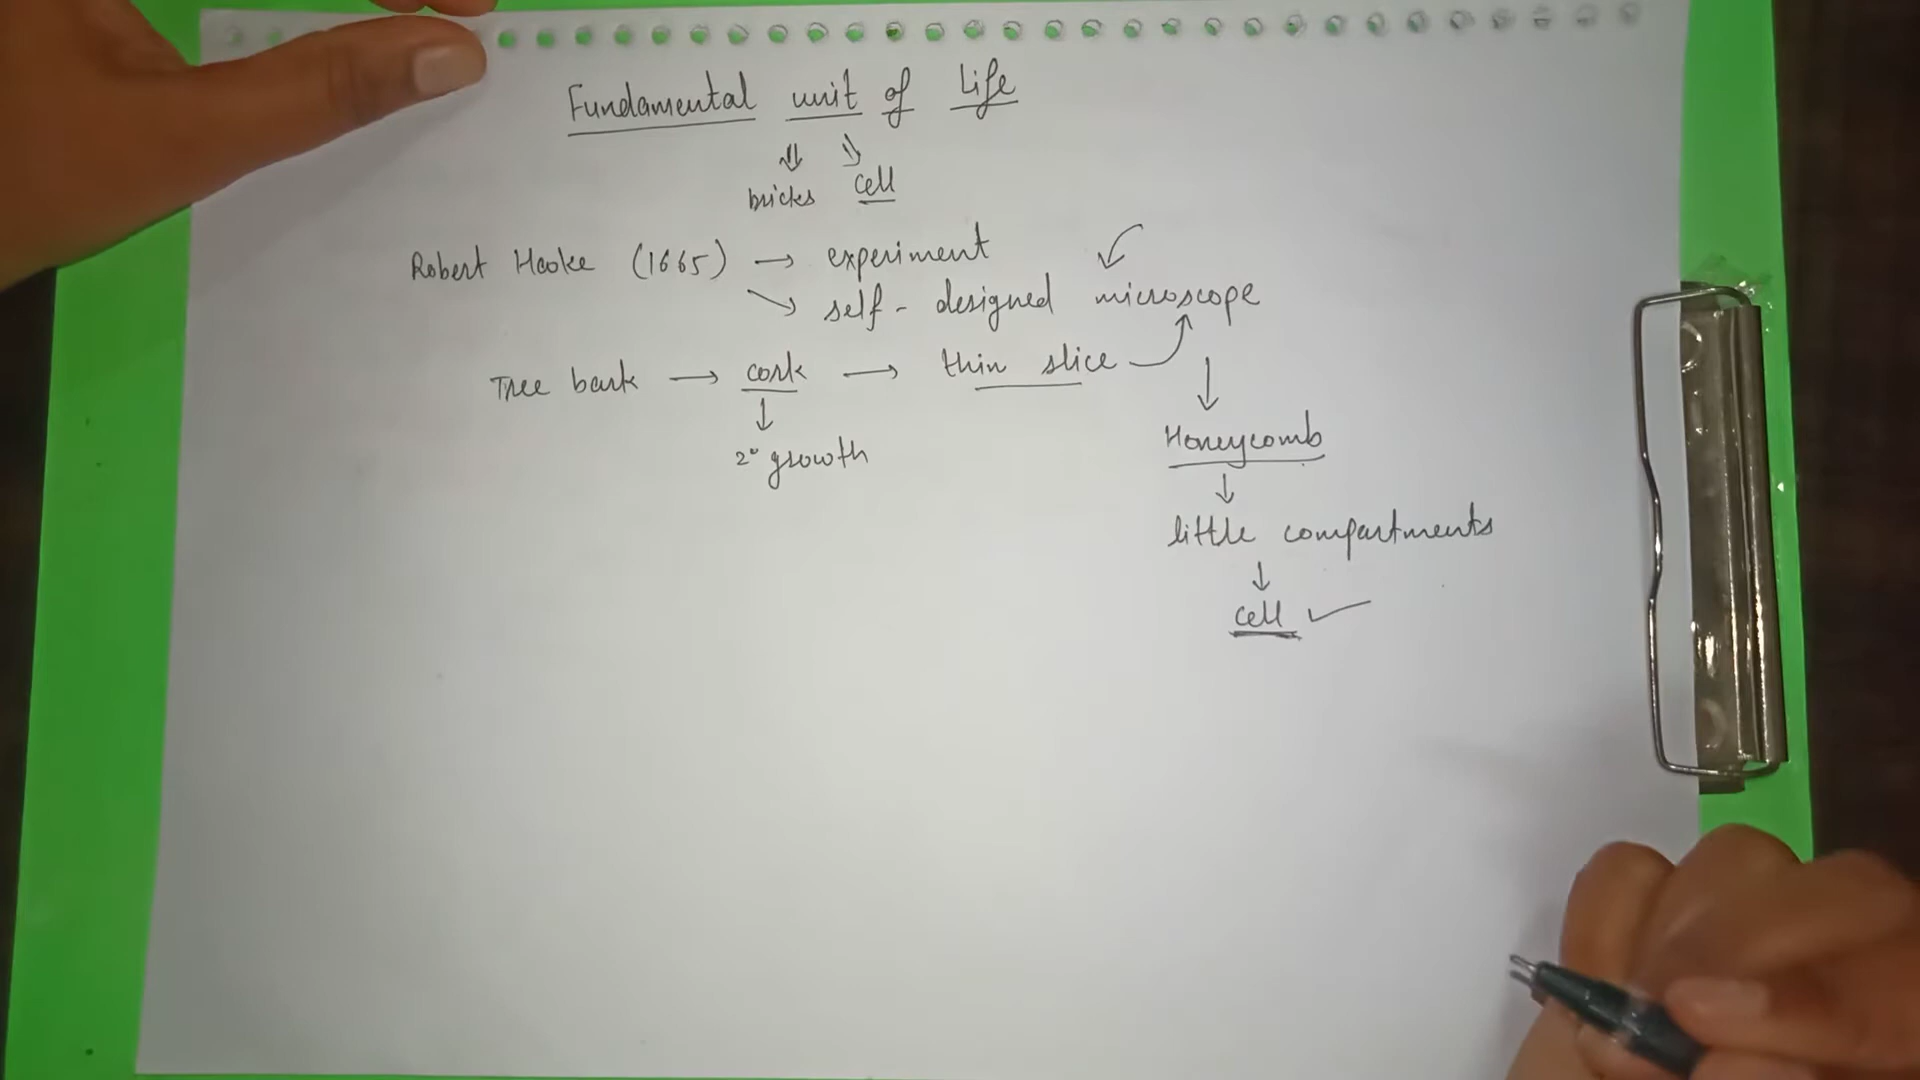 Fundamental unit of Life
⇓ ⇘
bricks cell
Robert Hooke (1665) → experiment
↘ self - designed microscope
Tree bark → cork → thin slice
↓
2° growth
↓
Honeycomb
↓
little compartments
↓
cell ✓